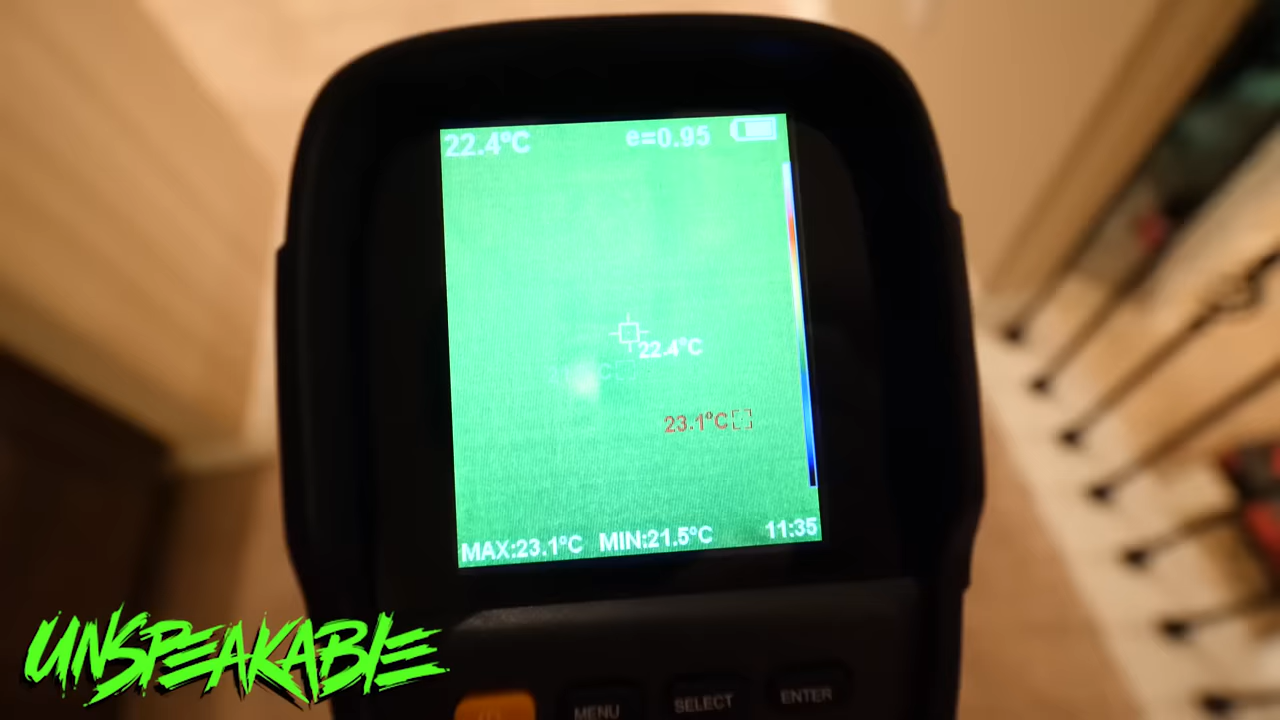 22.4°C e=0.95
22.4°C
23.1°C
MAX:23.1°C MIN:21.5°C 11:35
MENU SELECT ENTER
UNSPEAKABLE